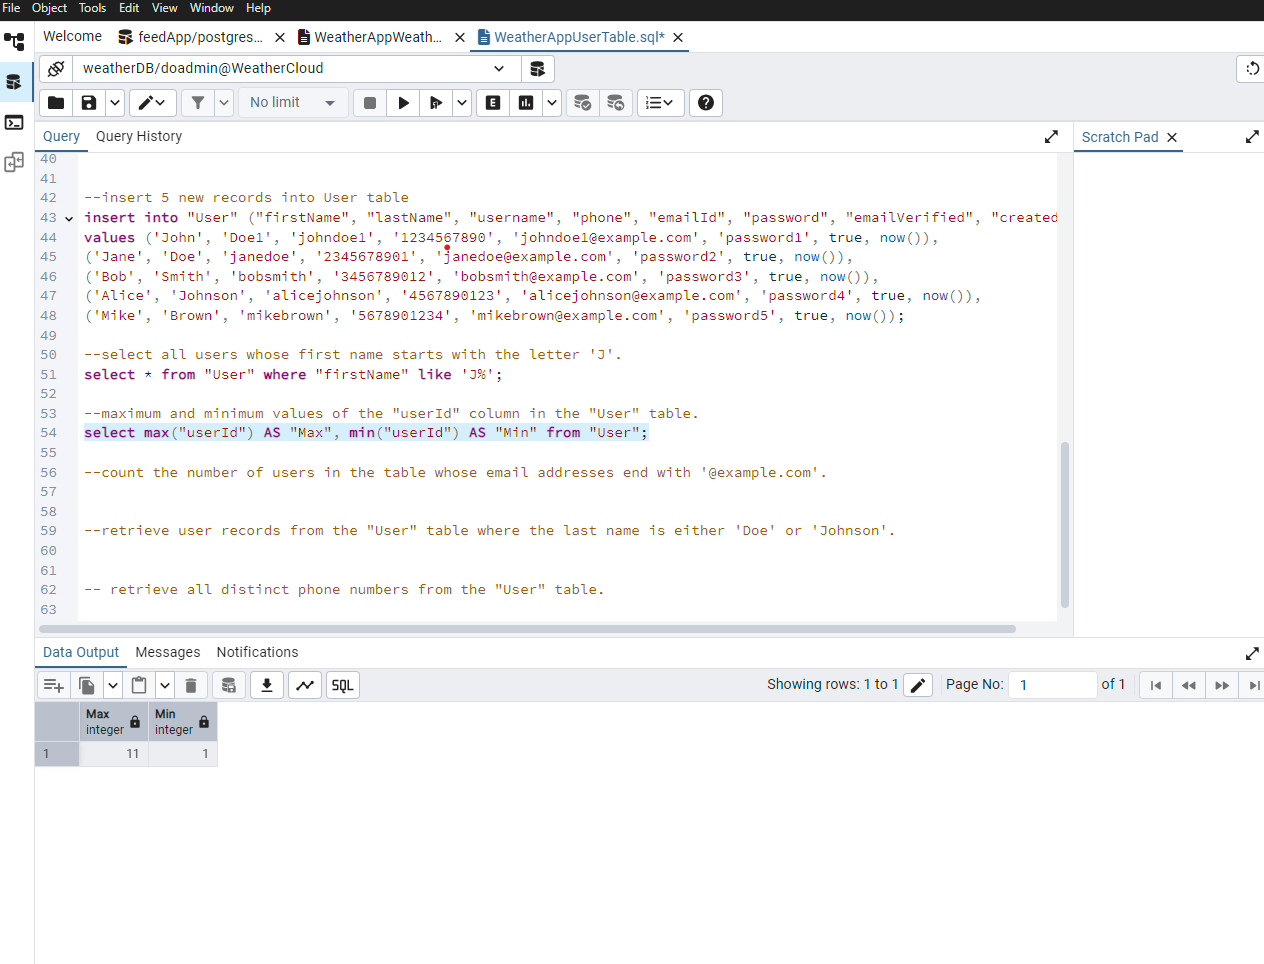 File Object Tools Edit View Window Help
Welcome feedApp/postgres... WeatherAppWeath... WeatherAppUserTable.sql*
weatherDB/doadmin@WeatherCloud
No limit E
Query Query History Scratch Pad
40
41
42 --insert 5 new records into User table
43 insert into "User" ("firstName", "lastName", "username", "phone", "emailId", "password", "emailVerified", "created
44 values ('John', 'Doe1', 'johndoe1', '1234567890', 'johndoe1@example.com', 'password1', true, now()),
45 ('Jane', 'Doe', 'janedoe', '2345678901', 'janedoe@example.com', 'password2', true, now()),
46 ('Bob', 'Smith', 'bobsmith', '3456789012', 'bobsmith@example.com', 'password3', true, now()),
47 ('Alice', 'Johnson', 'alicejohnson', '4567890123', 'alicejohnson@example.com', 'password4', true, now()),
48 ('Mike', 'Brown', 'mikebrown', '5678901234', 'mikebrown@example.com', 'password5', true, now());
49
50 --select all users whose first name starts with the letter 'J'.
51 select * from "User" where "firstName" like 'J%';
52
53 --maximum and minimum values of the "userId" column in the "User" table.
54 select max("userId") AS "Max", min("userId") AS "Min" from "User";
55
56 --count the number of users in the table whose email addresses end with '@example.com'.
57
58
59 --retrieve user records from the "User" table where the last name is either 'Doe' or 'Johnson'.
60
61
62 -- retrieve all distinct phone numbers from the "User" table.
63
Data Output Messages Notifications
SQL Showing rows: 1 to 1 Page No: 1 of 1
Max Min
integer integer
1 11 1